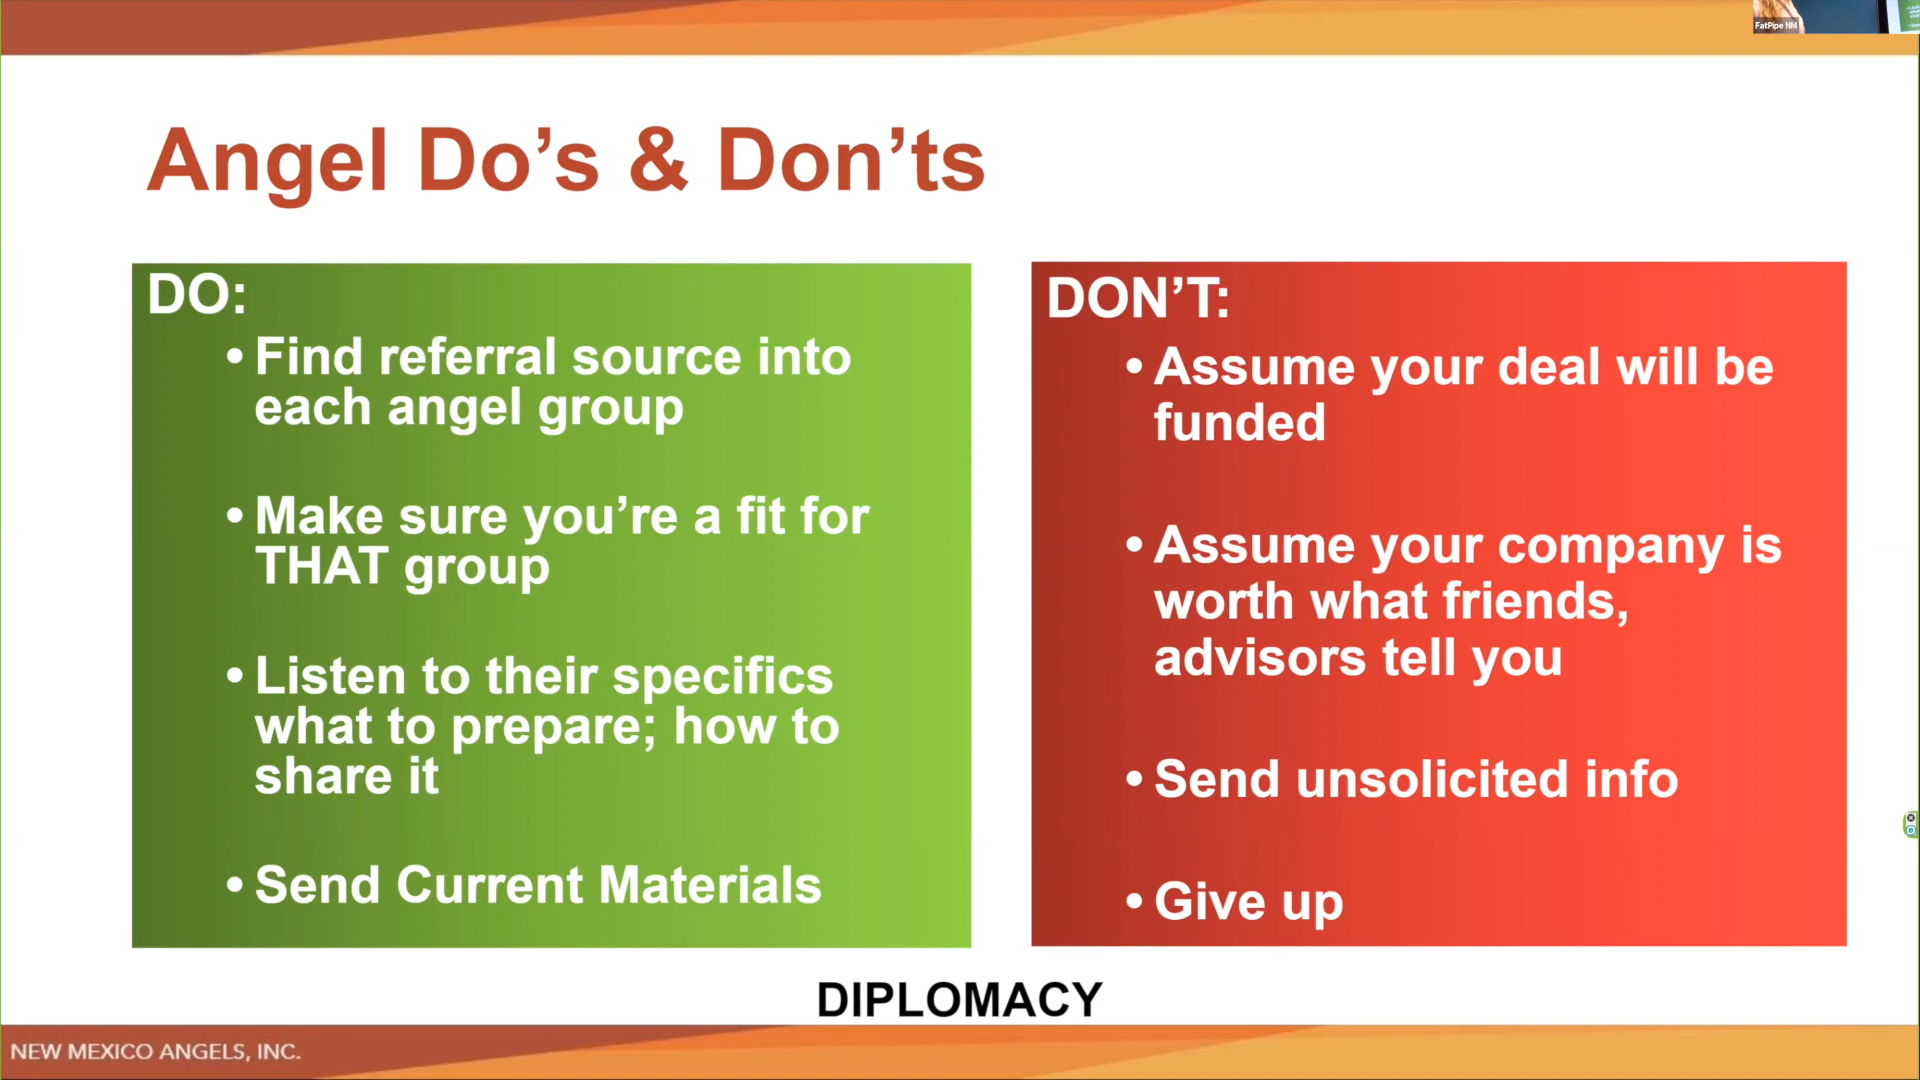 FatPipe NM
Angel Do’s & Don’ts
DO:
• Find referral source into
each angel group
• Make sure you’re a fit for
THAT group
• Listen to their specifics
what to prepare; how to
share it
• Send Current Materials
DON’T:
• Assume your deal will be
funded
• Assume your company is
worth what friends,
advisors tell you
• Send unsolicited info
• Give up
DIPLOMACY
NEW MEXICO ANGELS, INC.